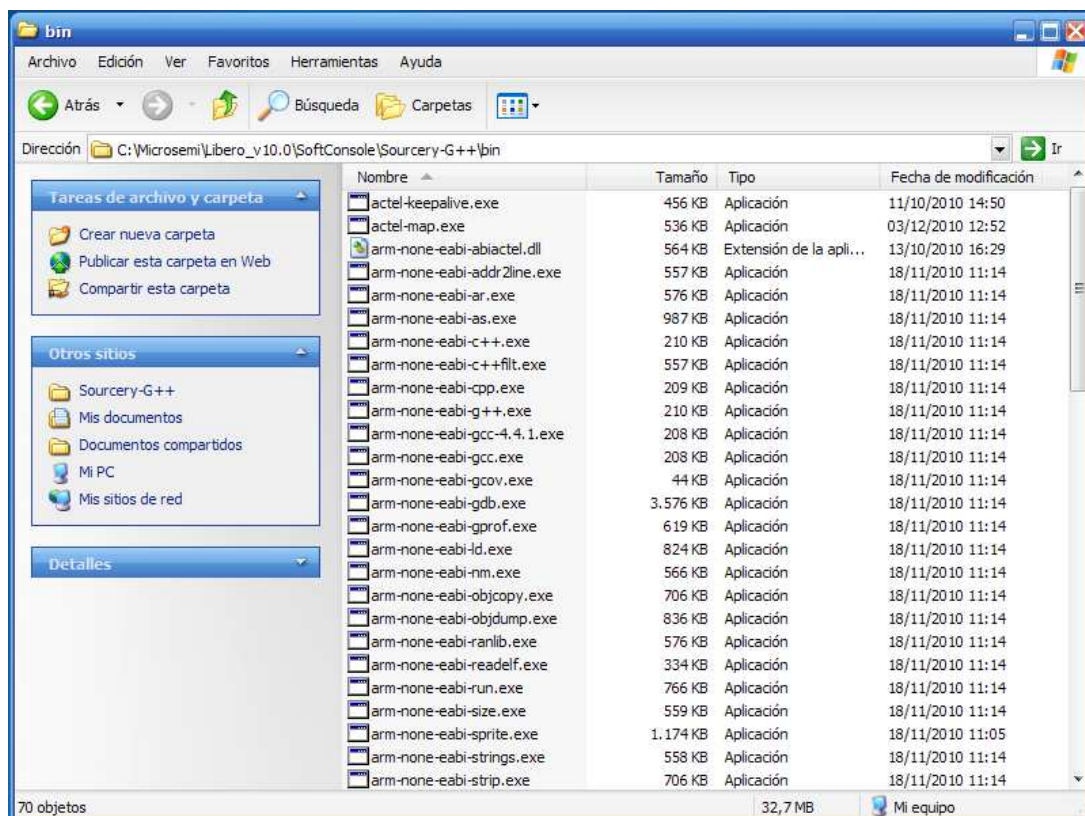 bin
Archivo Edición Ver Favoritos Herramientas Ayuda
Atrás Búsqueda Carpetas
Dirección C:\Microsemi\Libero_v10.0\SoftConsole\Sourcery-G++\bin Ir
Tareas de archivo y carpeta
Crear nueva carpeta
Publicar esta carpeta en Web
Compartir esta carpeta
Otros sitios
Sourcery-G++
Mis documentos
Documentos compartidos
Mi PC
Mis sitios de red
Detalles
Nombre Tamaño Tipo Fecha de modificación
actel-keepalive.exe 456 KB Aplicación 11/10/2010 14:50
actel-map.exe 536 KB Aplicación 03/12/2010 12:52
arm-none-eabi-abiactel.dll 564 KB Extensión de la apli... 13/10/2010 16:29
arm-none-eabi-addr2line.exe 557 KB Aplicación 18/11/2010 11:14
arm-none-eabi-ar.exe 576 KB Aplicación 18/11/2010 11:14
arm-none-eabi-as.exe 987 KB Aplicación 18/11/2010 11:14
arm-none-eabi-c++.exe 210 KB Aplicación 18/11/2010 11:14
arm-none-eabi-c++filt.exe 557 KB Aplicación 18/11/2010 11:14
arm-none-eabi-cpp.exe 209 KB Aplicación 18/11/2010 11:14
arm-none-eabi-g++.exe 210 KB Aplicación 18/11/2010 11:14
arm-none-eabi-gcc-4.4.1.exe 208 KB Aplicación 18/11/2010 11:14
arm-none-eabi-gcc.exe 208 KB Aplicación 18/11/2010 11:14
arm-none-eabi-gcov.exe 44 KB Aplicación 18/11/2010 11:14
arm-none-eabi-gdb.exe 3.576 KB Aplicación 18/11/2010 11:14
arm-none-eabi-gprof.exe 619 KB Aplicación 18/11/2010 11:14
arm-none-eabi-ld.exe 824 KB Aplicación 18/11/2010 11:14
arm-none-eabi-nm.exe 566 KB Aplicación 18/11/2010 11:14
arm-none-eabi-objcopy.exe 706 KB Aplicación 18/11/2010 11:14
arm-none-eabi-objdump.exe 836 KB Aplicación 18/11/2010 11:14
arm-none-eabi-ranlib.exe 576 KB Aplicación 18/11/2010 11:14
arm-none-eabi-readelf.exe 334 KB Aplicación 18/11/2010 11:14
arm-none-eabi-run.exe 766 KB Aplicación 18/11/2010 11:14
arm-none-eabi-size.exe 559 KB Aplicación 18/11/2010 11:14
arm-none-eabi-sprite.exe 1.174 KB Aplicación 18/11/2010 11:05
arm-none-eabi-strings.exe 558 KB Aplicación 18/11/2010 11:14
arm-none-eabi-strip.exe 706 KB Aplicación 18/11/2010 11:14
70 objetos 32,7 MB Mi equipo